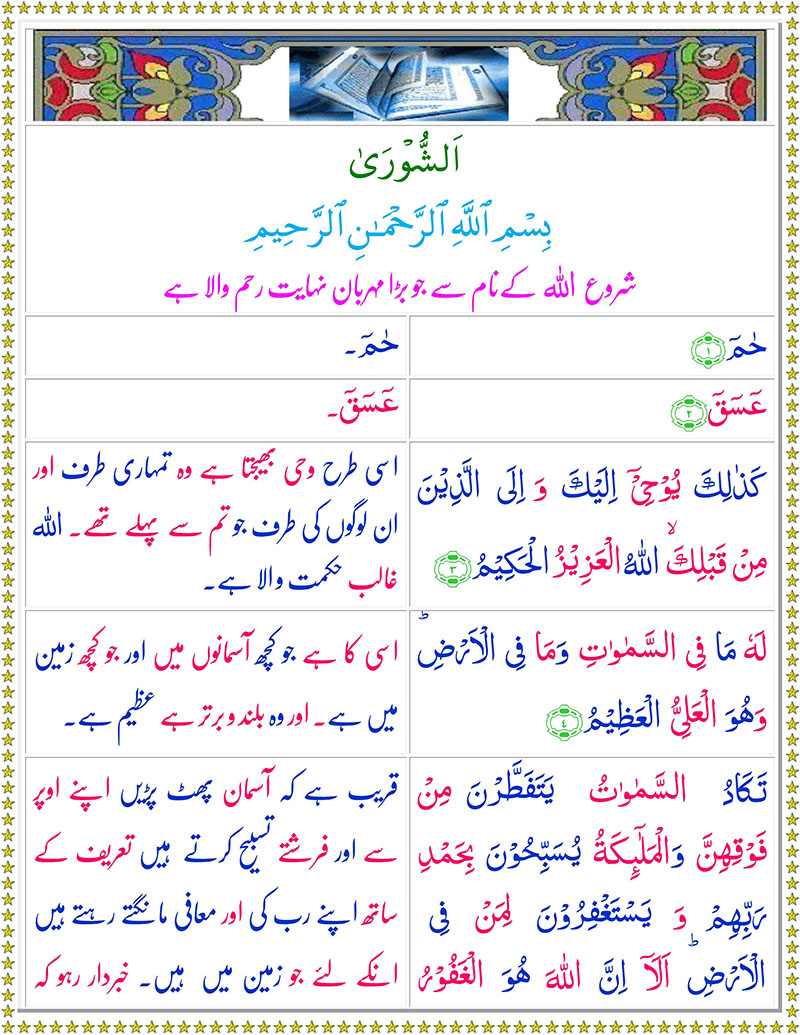 اَلشُّوْرَىٰ
بِسْمِ ٱللَّهِ ٱلرَّحْمَـٰنِ ٱلرَّحِيمِ
شروع اللہ کے نام سے جو بڑا مہربان نہایت رحم والا ہے
حٰمٓ ﴿۱﴾
حٰمٓ۔
عٓسٓقٓ ﴿۲﴾
عٓسٓقٓ۔
كَذٰلِكَ يُوْحِىْۤ اِلَيْكَ وَ اِلَى الَّذِيْنَ
مِنْ قَبْلِكَ ۙ اللّٰهُ الْعَزِيْزُ الْحَكِيْمُ ﴿۳﴾
اسی طرح وحی بھیجتا ہے وہ تمہاری طرف اور
ان لوگوں کی طرف جو تم سے پہلے تھے۔ اللہ
غالب حکمت والا ہے۔
لَهٗ مَا فِى السَّمٰوٰتِ وَمَا فِى الْاَرْضِ ؕ
وَهُوَ الْعَلِىُّ الْعَظِيْمُ ﴿٤﴾
اسی کا ہے جو کچھ آسمانوں میں اور جو کچھ زمین
میں ہے۔ اور وہ بلند و برتر ہے عظیم ہے۔
تَكَادُ السَّمٰوٰتُ يَتَفَطَّرْنَ مِنْ
فَوْقِهِنَّ وَالْمَلٰٓٮِٕكَةُ يُسَبِّحُوْنَ بِحَمْدِ
رَبِّهِمْ وَ يَسْتَغْفِرُوْنَ لِمَنْ فِى
الْاَرْضِ ؕ اَلَاۤ اِنَّ اللّٰهَ هُوَ الْغَفُوْرُ
قریب ہے کہ آسمان پھٹ پڑیں اپنے اوپر
سے اور فرشتے تسبیح کرتے ہیں تعریف کے
ساتھ اپنے رب کی اور معافی مانگتے رہتے ہیں
انکے لئے جو زمین میں ہیں۔ خبردار رہو کہ